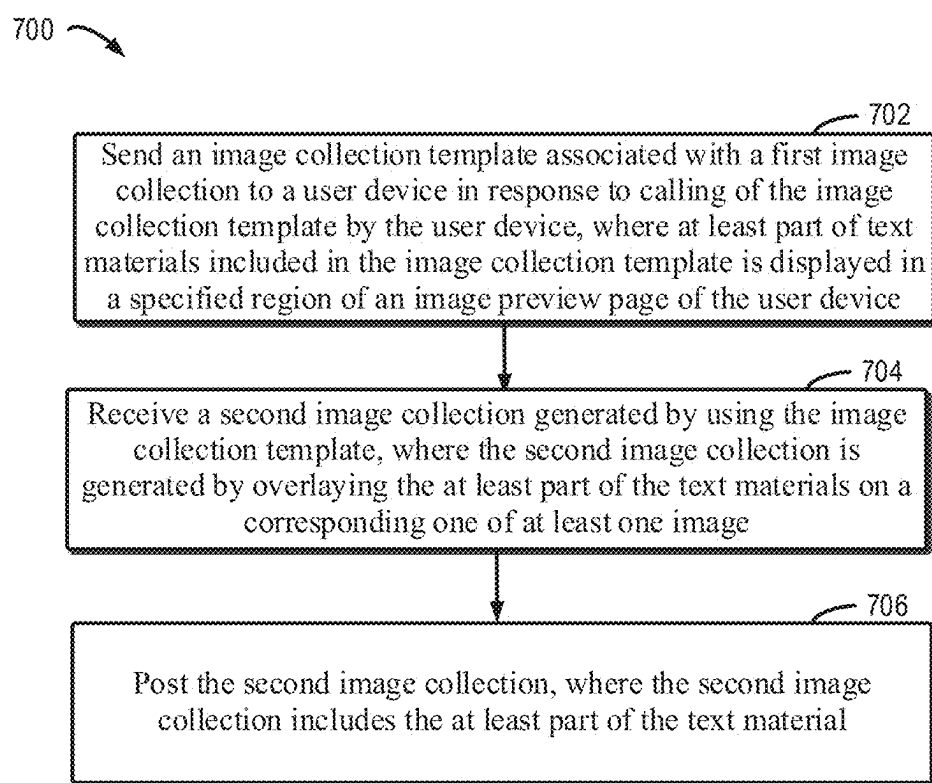 700
702
Send an image collection template associated with a first image
collection to a user device in response to calling of the image
collection template by the user device, where at least part of text
materials included in the image collection template is displayed in
a specified region of an image preview page of the user device
704
Receive a second image collection generated by using the image
collection template, where the second image collection is
generated by overlaying the at least part of the text materials on a
corresponding one of at least one image
706
Post the second image collection, where the second image
collection includes the at least part of the text material